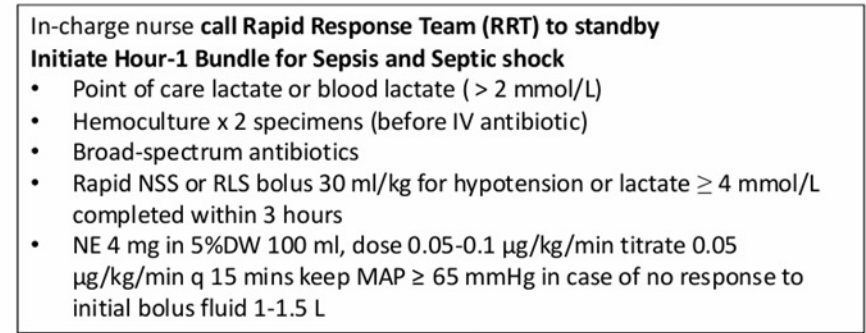 In-charge nurse call Rapid Response Team (RRT) to standby
Initiate Hour-1 Bundle for Sepsis and Septic shock
• Point of care lactate or blood lactate ( > 2 mmol/L)
• Hemoculture x 2 specimens (before IV antibiotic)
• Broad-spectrum antibiotics
• Rapid NSS or RLS bolus 30 ml/kg for hypotension or lactate ≥ 4 mmol/L
completed within 3 hours
• NE 4 mg in 5%DW 100 ml, dose 0.05-0.1 µg/kg/min titrate 0.05
µg/kg/min q 15 mins keep MAP ≥ 65 mmHg in case of no response to
initial bolus fluid 1-1.5 L